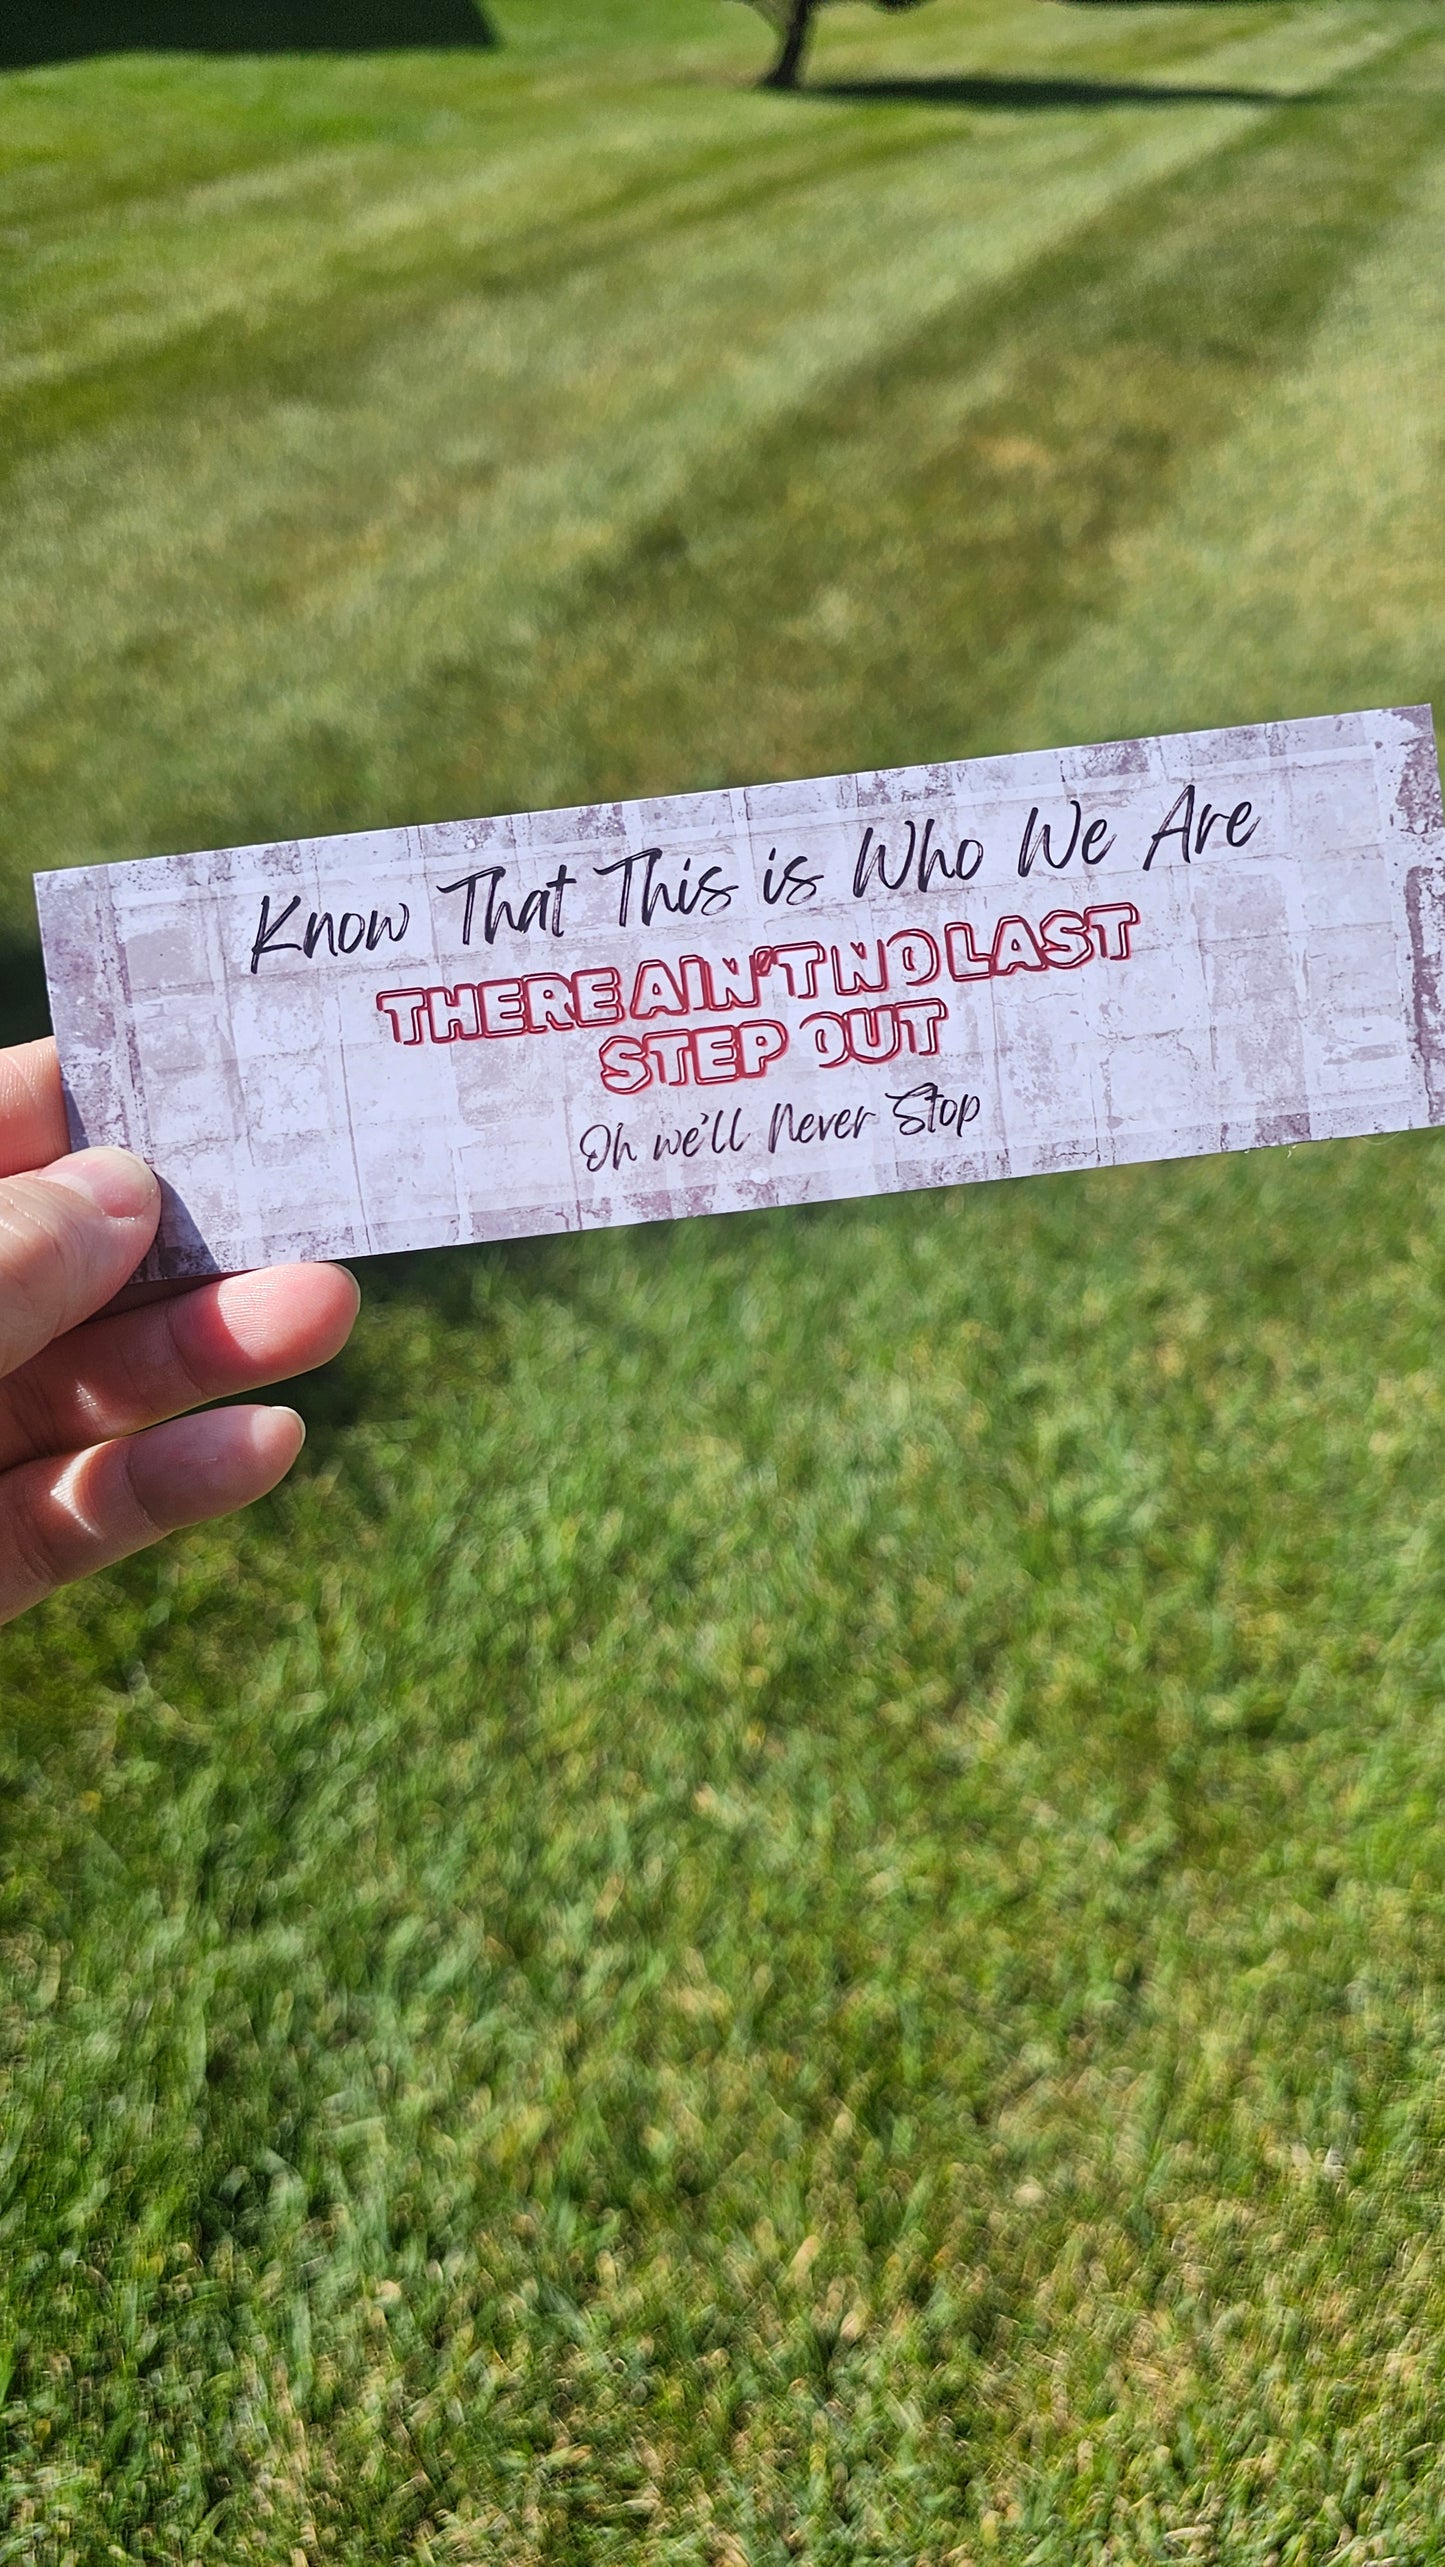 Know That This is Who We Are
THERE AIN'T NO LAST
STEP OUT
Oh we'll Never Stop